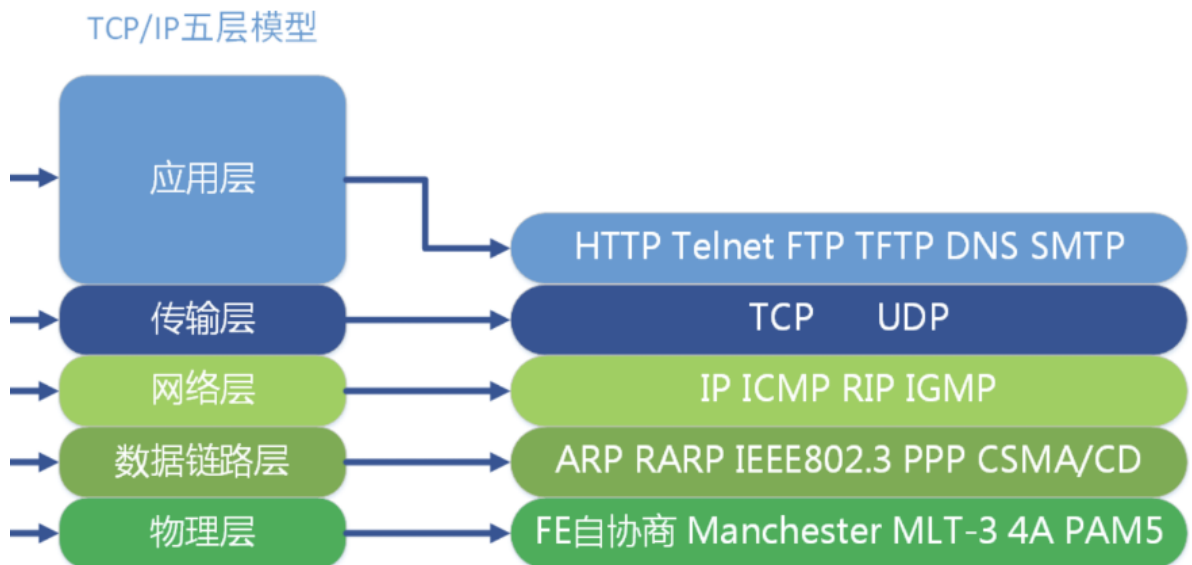 TCP/IP五层模型
应用层
HTTP Telnet FTP TFTP DNS SMTP
传输层
TCP UDP
网络层
IP ICMP RIP IGMP
数据链路层
ARP RARP IEEE802.3 PPP CSMA/CD
物理层
FE自协商 Manchester MLT-3 4A PAM5